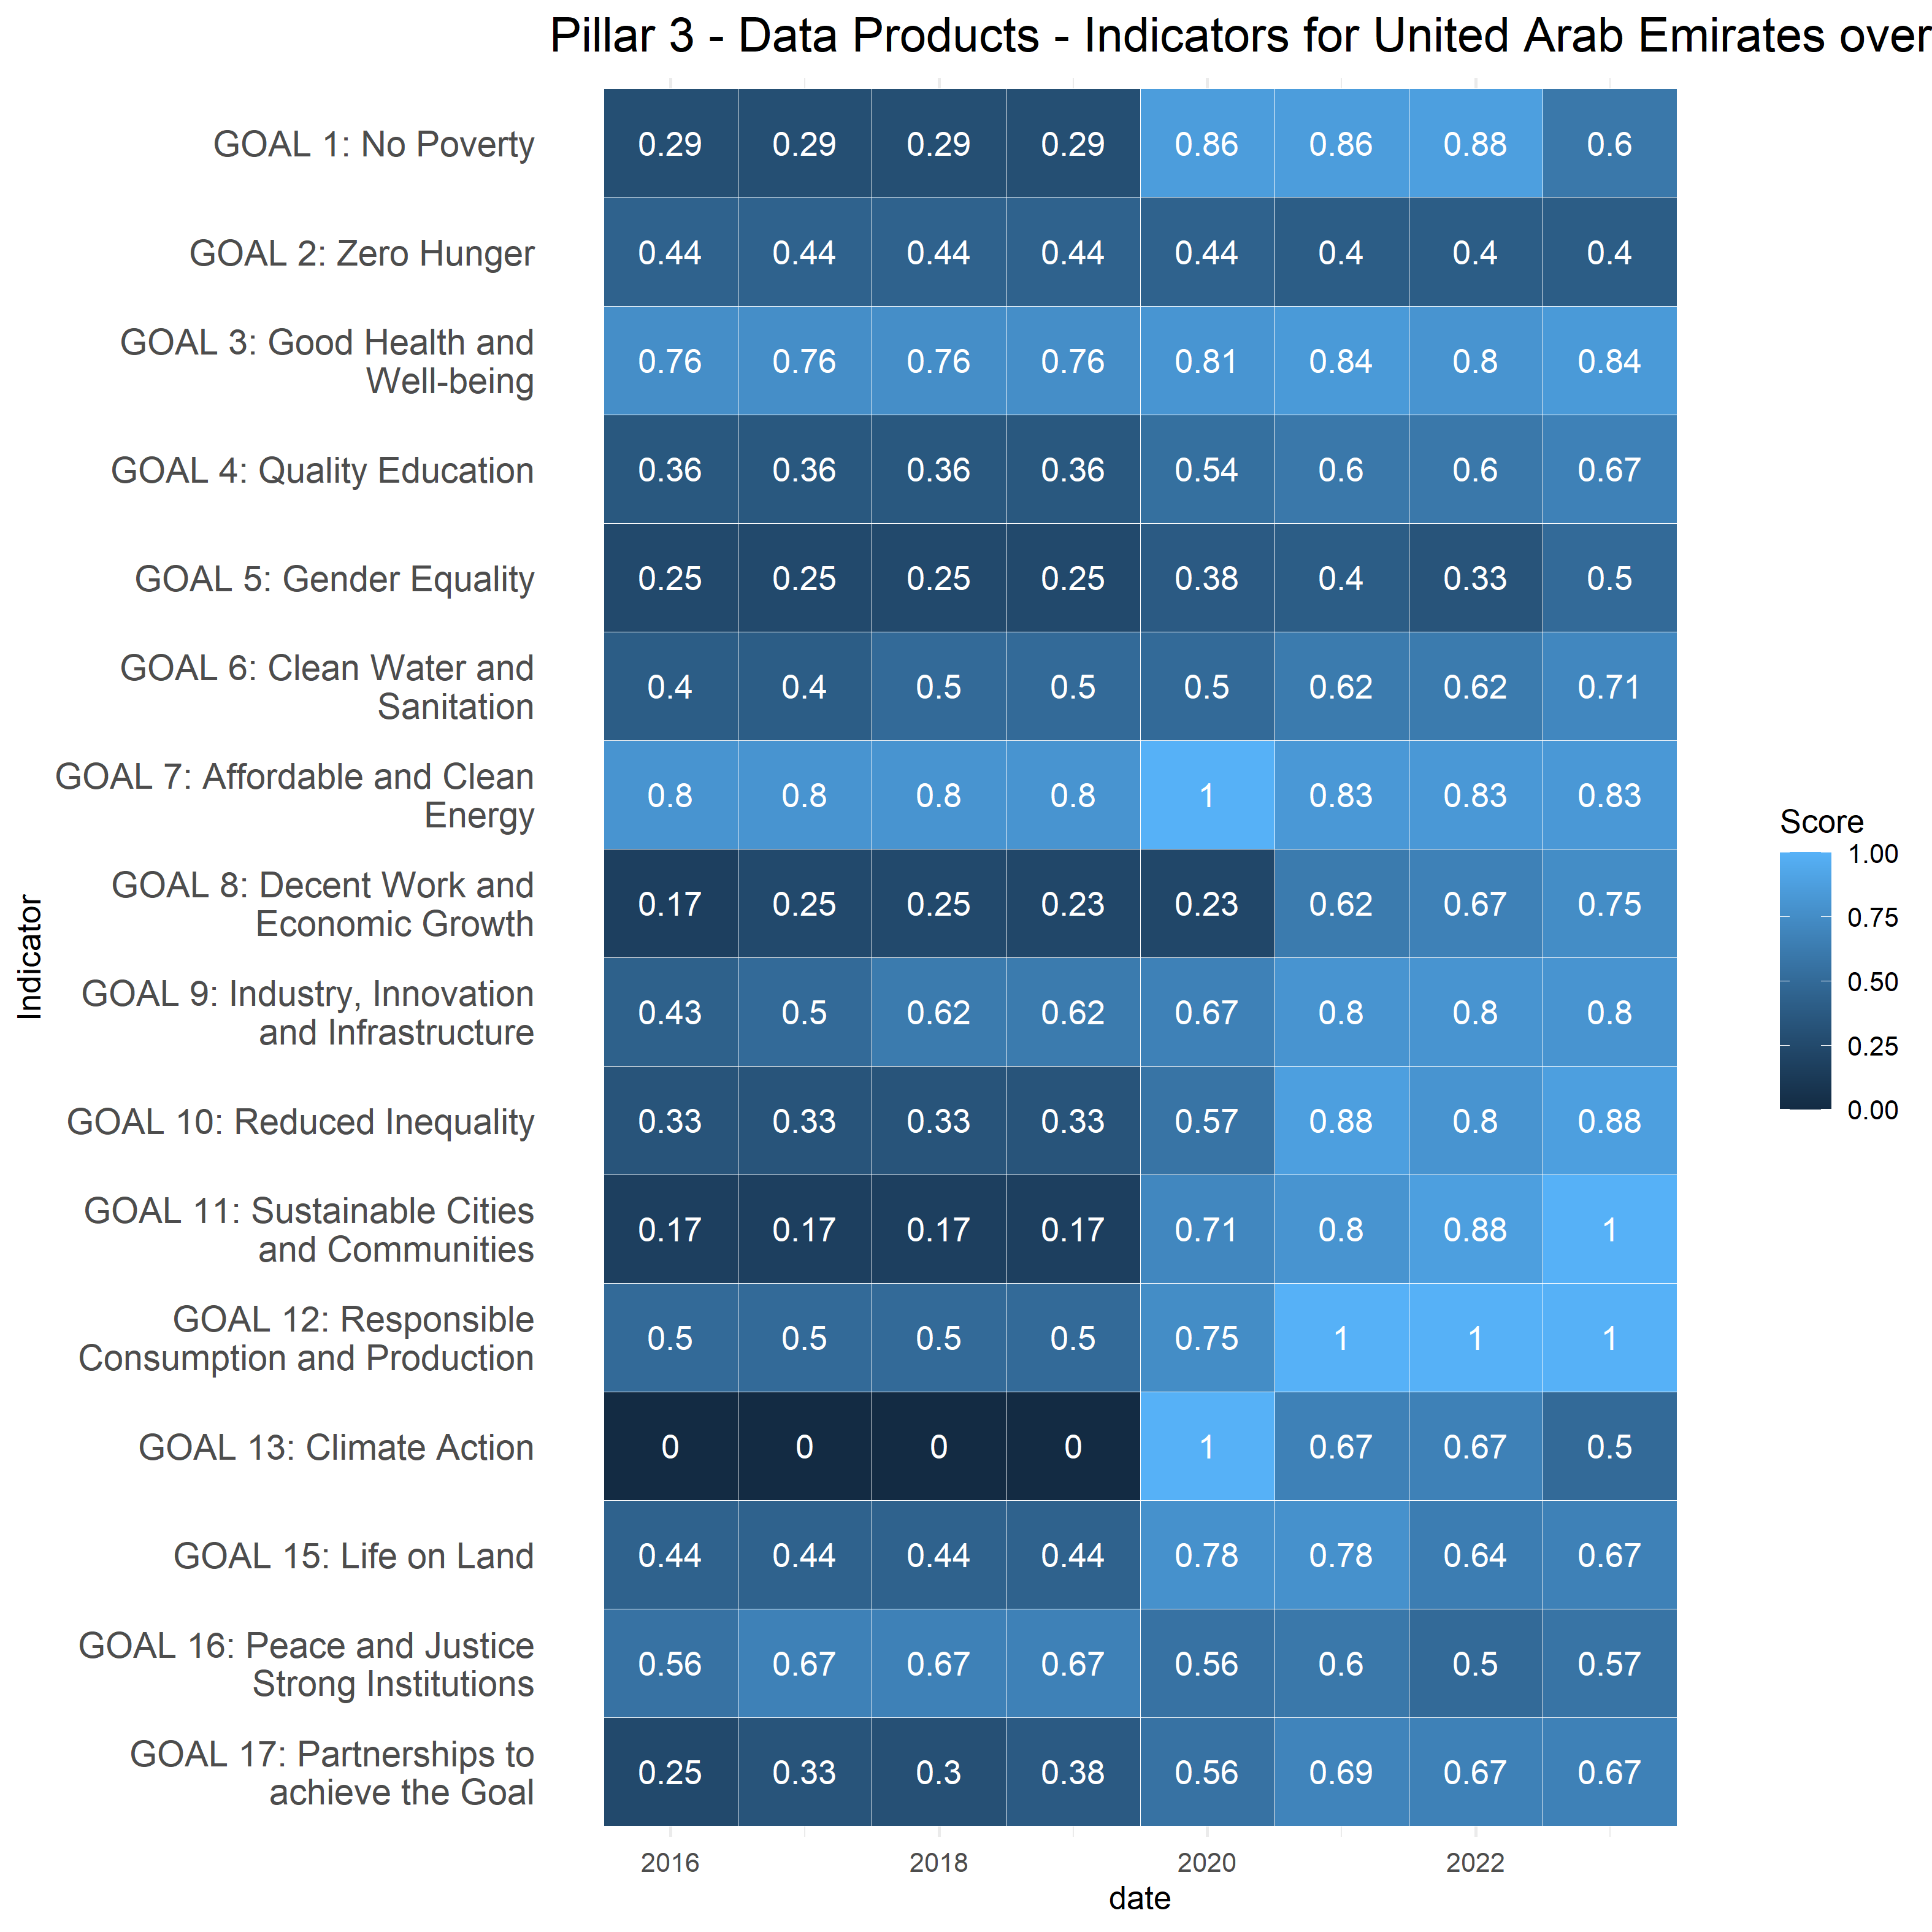 Pillar 3 - Data Products - Indicators for United Arab Emirates over
GOAL 1: No Poverty
0.29 0.29 0.29 0.29 0.86 0.86 0.88 0.6
GOAL 2: Zero Hunger
0.44 0.44 0.44 0.44 0.44 0.4 0.4 0.4
GOAL 3: Good Health and
Well-being
0.76 0.76 0.76 0.76 0.81 0.84 0.8 0.84
GOAL 4: Quality Education
0.36 0.36 0.36 0.36 0.54 0.6 0.6 0.67
GOAL 5: Gender Equality
0.25 0.25 0.25 0.25 0.38 0.4 0.33 0.5
GOAL 6: Clean Water and
Sanitation
0.4 0.4 0.5 0.5 0.5 0.62 0.62 0.71
GOAL 7: Affordable and Clean
Energy
0.8 0.8 0.8 0.8 1 0.83 0.83 0.83
GOAL 8: Decent Work and
Economic Growth
0.17 0.25 0.25 0.23 0.23 0.62 0.67 0.75
GOAL 9: Industry, Innovation
and Infrastructure
0.43 0.5 0.62 0.62 0.67 0.8 0.8 0.8
GOAL 10: Reduced Inequality
0.33 0.33 0.33 0.33 0.57 0.88 0.8 0.88
GOAL 11: Sustainable Cities
and Communities
0.17 0.17 0.17 0.17 0.71 0.8 0.88 1
GOAL 12: Responsible
Consumption and Production
0.5 0.5 0.5 0.5 0.75 1 1 1
GOAL 13: Climate Action
0 0 0 0 1 0.67 0.67 0.5
GOAL 15: Life on Land
0.44 0.44 0.44 0.44 0.78 0.78 0.64 0.67
GOAL 16: Peace and Justice
Strong Institutions
0.56 0.67 0.67 0.67 0.56 0.6 0.5 0.57
GOAL 17: Partnerships to
achieve the Goal
0.25 0.33 0.3 0.38 0.56 0.69 0.67 0.67
2016 2018 2020 2022
date
Indicator
Score
1.00
0.75
0.50
0.25
0.00